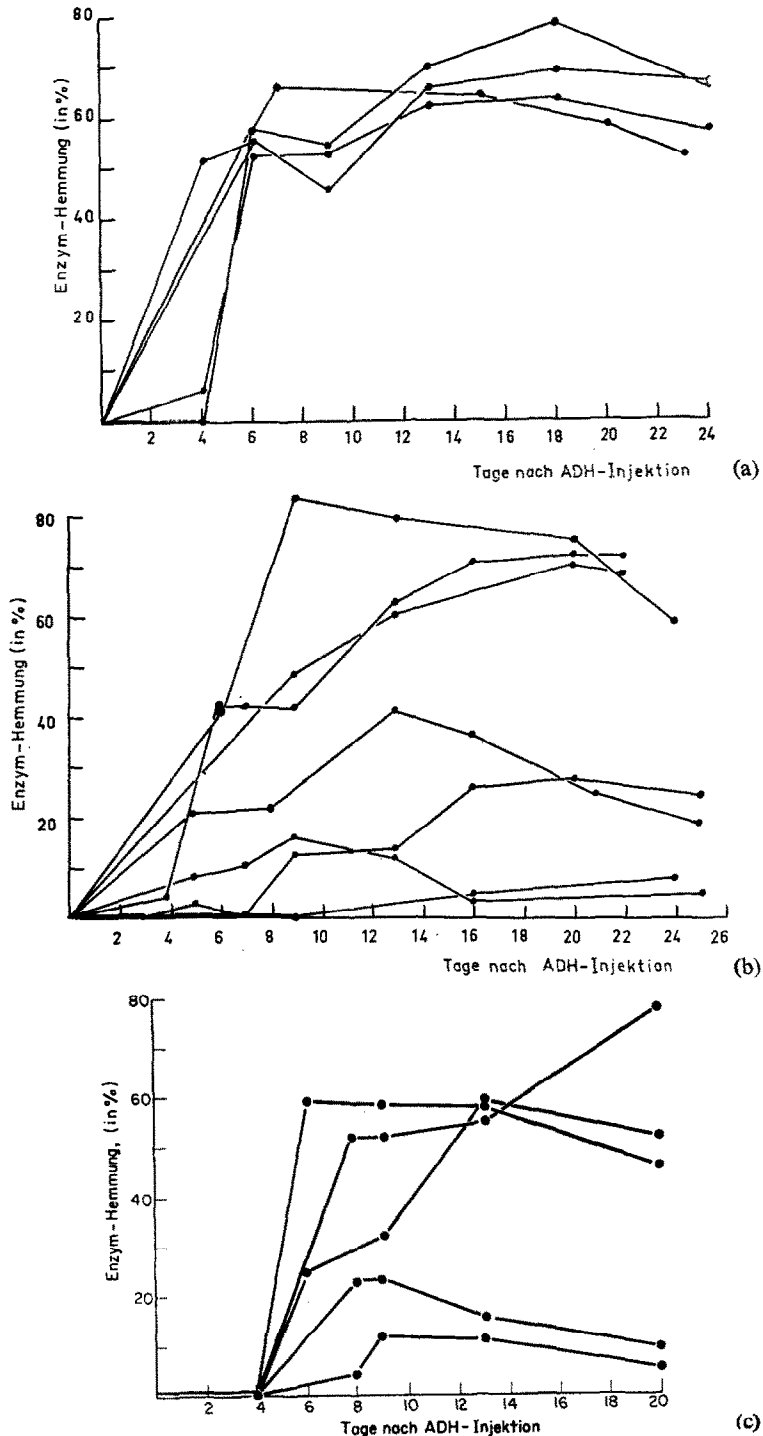 80
60
40
20
Enzym-Hemmung (in %)
2 4 6 8 10 12 14 16 18 20 22 24
Tage nach ADH-Injektion
(a)
80
60
40
20
Enzym-Hemmung (in %)
2 4 6 8 10 12 14 16 18 20 22 24 26
Tage nach ADH-Injektion
(b)
80
60
40
20
Enzym-Hemmung, (in %)
2 4 6 8 10 12 14 16 18 20
Tage nach ADH-Injektion
(c)